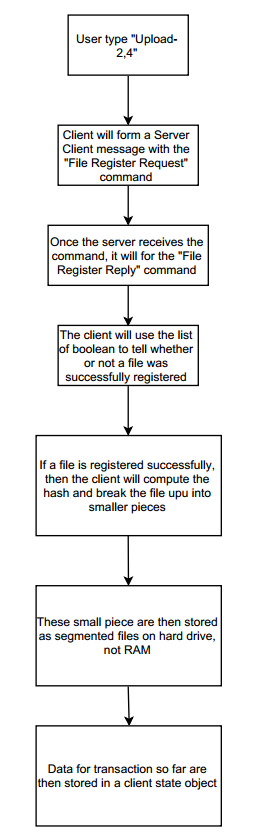 User type "Upload-
2,4"
Client will form a Server
Client message with the
"File Register Request"
command
Once the server receives the
command, it will for the "File
Register Reply" command
The client will use the list
of boolean to tell whether
or not a file was
successfully registered
If a file is registered successfully,
then the client will compute the
hash and break the file upu into
smaller pieces
These small piece are then stored
as segmented files on hard drive,
not RAM
Data for transaction so far are
then stored in a client state object